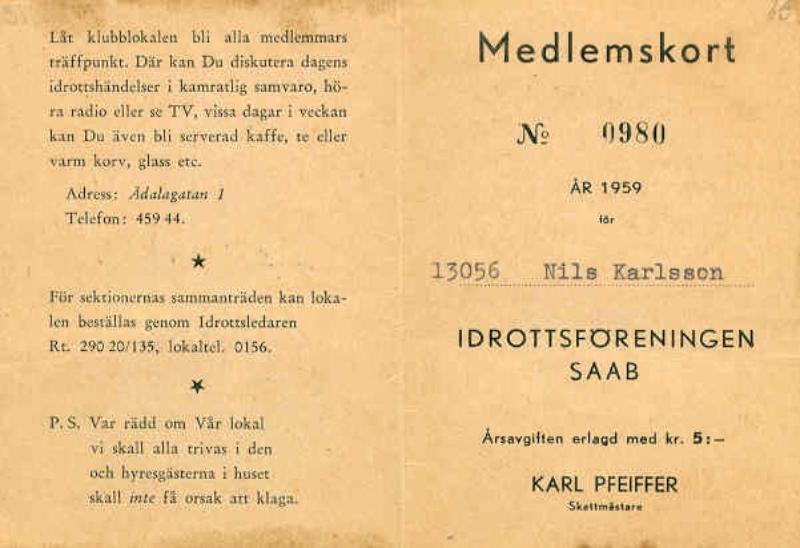 Låt klubblokalen bli alla medlemmars
träffpunkt. Där kan Du diskutera dagens
idrottshändelser i kamratlig samvaro, hö-
ra radio eller se TV, vissa dagar i veckan
kan Du även bli serverad kaffe, te eller
varm korv, glass etc.
Adress: Ådalagatan 1
Telefon: 459 44.
★
För sektionernas sammanträden kan loka-
len beställas genom Idrottsledaren
Rt. 290 20/135, lokaltel. 0156.
★
P. S. Var rädd om Vår lokal
vi skall alla trivas i den
och hyresgästerna i huset
skall inte få orsak att klaga.
Medlemskort
№ 0980
ÅR 1959
för
13056 Nils Karlsson
IDROTTSFÖRENINGEN
SAAB
Årsavgiften erlagd med kr. 5:—
KARL PFEIFFER
Skattmästare